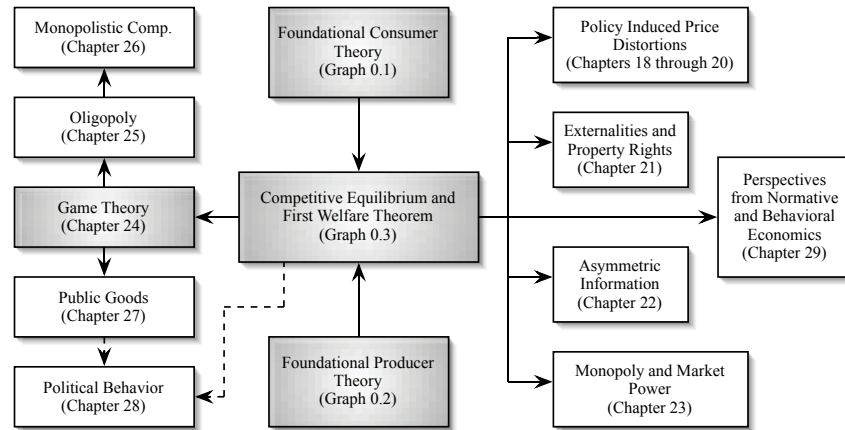 Monopolistic Comp.
(Chapter 26)
Oligopoly
(Chapter 25)
Game Theory
(Chapter 24)
Public Goods
(Chapter 27)
Political Behavior
(Chapter 28)
Foundational Consumer
Theory
(Graph 0.1)
Competitive Equilibrium and
First Welfare Theorem
(Graph 0.3)
Foundational Producer
Theory
(Graph 0.2)
Policy Induced Price
Distortions
(Chapters 18 through 20)
Externalities and
Property Rights
(Chapter 21)
Asymmetric
Information
(Chapter 22)
Monopoly and Market
Power
(Chapter 23)
Perspectives
from Normative
and Behavioral
Economics
(Chapter 29)